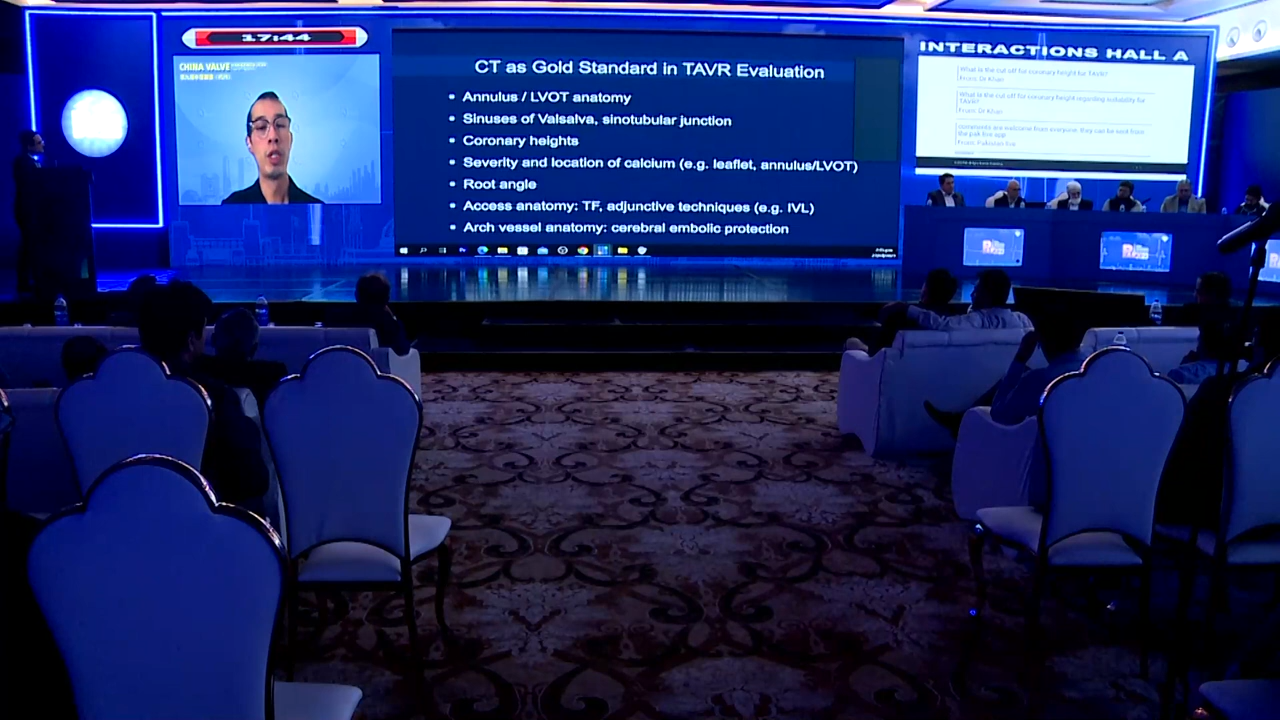 17:44
CHINA VALVE
CT as Gold Standard in TAVR Evaluation
Annulus / LVOT anatomy
Sinuses of Valsalva, sinotubular junction
Coronary heights
Severity and location of calcium (e.g. leaflet, annulus/LVOT)
Root angle
Access anatomy: TF, adjunctive techniques (e.g. IVL)
Arch vessel anatomy: cerebral embolic protection
INTERACTIONS HALL A
What is the cut off for coronary height for TAVR?
From: Dr Khan
What is the cut off for coronary height regarding suitability for
TAVR?
From: Dr Khan
comments are welcome from everyone. they can be sent from
the pak live app
From: Pakistan live